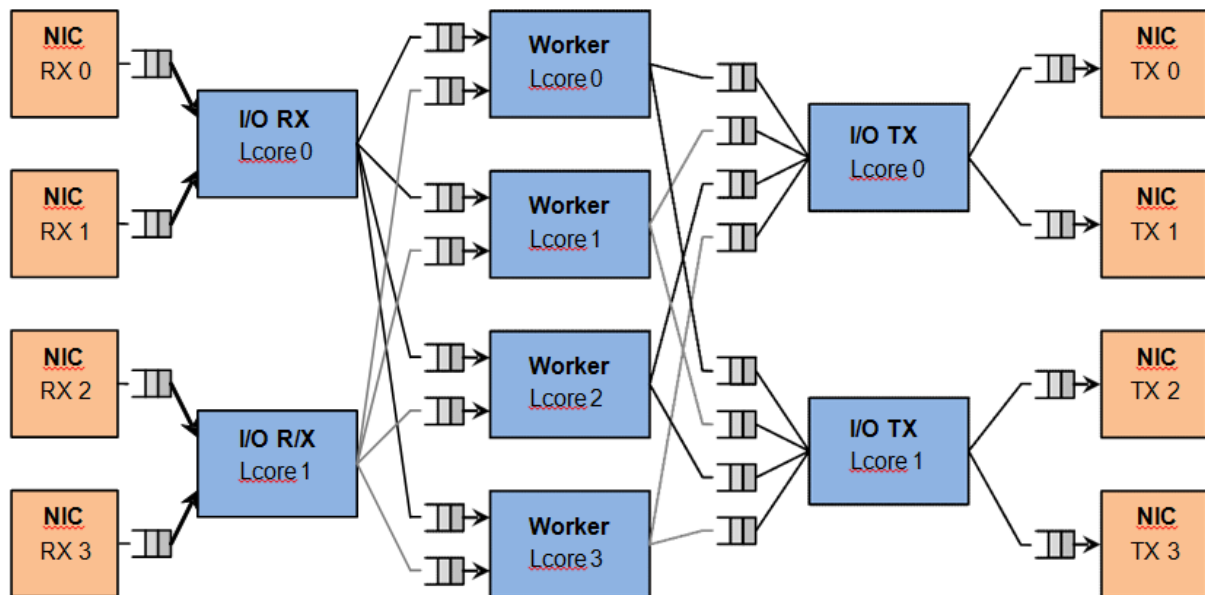 NIC
RX 0
NIC
RX 1
NIC
RX 2
NIC
RX 3
I/O RX
Lcore 0
I/O R/X
Lcore 1
Worker
Lcore 0
Worker
Lcore 1
Worker
Lcore 2
Worker
Lcore 3
I/O TX
Lcore 0
I/O TX
Lcore 1
NIC
TX 0
NIC
TX 1
NIC
TX 2
NIC
TX 3